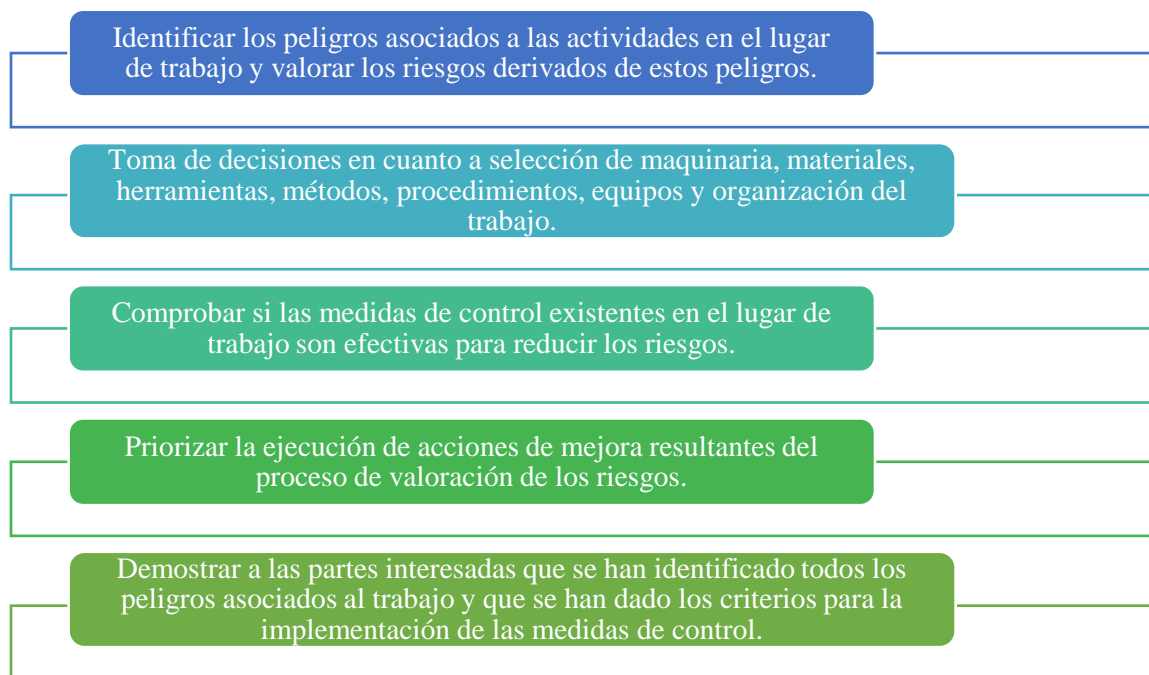 Identificar los peligros asociados a las actividades en el lugar
de trabajo y valorar los riesgos derivados de estos peligros.
Toma de decisiones en cuanto a selección de maquinaria, materiales,
herramientas, métodos, procedimientos, equipos y organización del
trabajo.
Comprobar si las medidas de control existentes en el lugar de
trabajo son efectivas para reducir los riesgos.
Priorizar la ejecución de acciones de mejora resultantes del
proceso de valoración de los riesgos.
Demostrar a las partes interesadas que se han identificado todos los
peligros asociados al trabajo y que se han dado los criterios para la
implementación de las medidas de control.